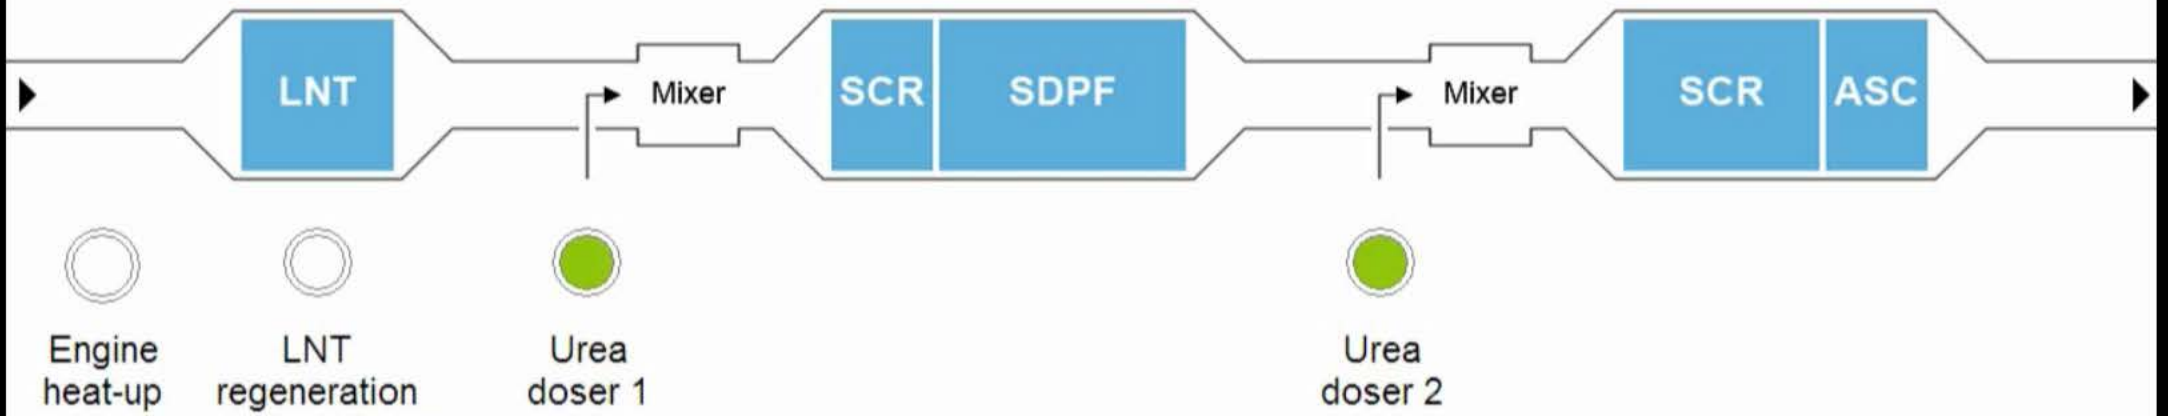 LNT
Mixer
SCR
SDPF
Mixer
SCR
ASC
Engine
heat-up
LNT
regeneration
Urea
doser 1
Urea
doser 2